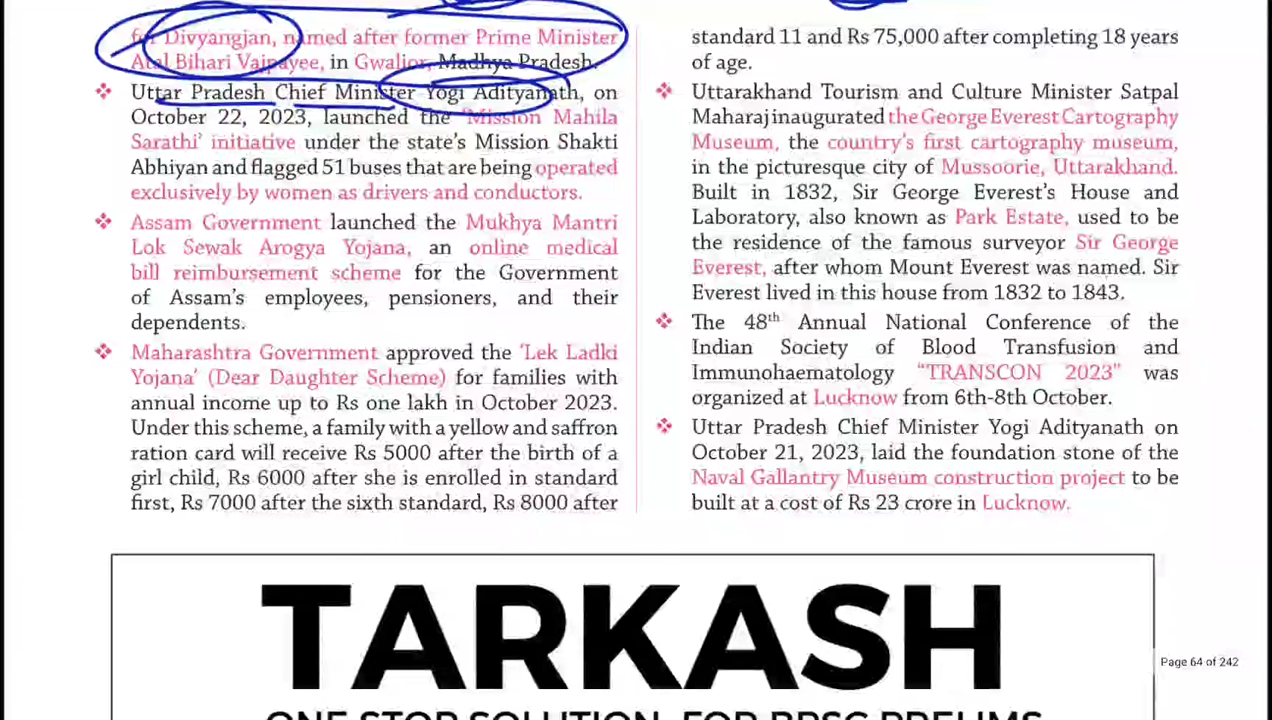 for Divyangjan, named after former Prime Minister
Atal Bihari Vajpayee, in Gwalior, Madhya Pradesh.
❖ Uttar Pradesh Chief Minister Yogi Adityanath, on
October 22, 2023, launched the 'Mission Mahila
Sarathi' initiative under the state's Mission Shakti
Abhiyan and flagged 51 buses that are being operated
exclusively by women as drivers and conductors.
❖ Assam Government launched the Mukhya Mantri
Lok Sewak Arogya Yojana, an online medical
bill reimbursement scheme for the Government
of Assam's employees, pensioners, and their
dependents.
❖ Maharashtra Government approved the 'Lek Ladki
Yojana' (Dear Daughter Scheme) for families with
annual income up to Rs one lakh in October 2023.
Under this scheme, a family with a yellow and saffron
ration card will receive Rs 5000 after the birth of a
girl child, Rs 6000 after she is enrolled in standard
first, Rs 7000 after the sixth standard, Rs 8000 after
standard 11 and Rs 75,000 after completing 18 years
of age.
❖ Uttarakhand Tourism and Culture Minister Satpal
Maharaj inaugurated the George Everest Cartography
Museum, the country's first cartography museum,
in the picturesque city of Mussoorie, Uttarakhand.
Built in 1832, Sir George Everest's House and
Laboratory, also known as Park Estate, used to be
the residence of the famous surveyor Sir George
Everest, after whom Mount Everest was named. Sir
Everest lived in this house from 1832 to 1843.
❖ The 48th Annual National Conference of the
Indian Society of Blood Transfusion and
Immunohaematology "TRANSCON 2023" was
organized at Lucknow from 6th-8th October.
❖ Uttar Pradesh Chief Minister Yogi Adityanath on
October 21, 2023, laid the foundation stone of the
Naval Gallantry Museum construction project to be
built at a cost of Rs 23 crore in Lucknow.
TARKASH
Page 64 of 242
ONE STOP SOLUTION FOR BPSC PRELIMS